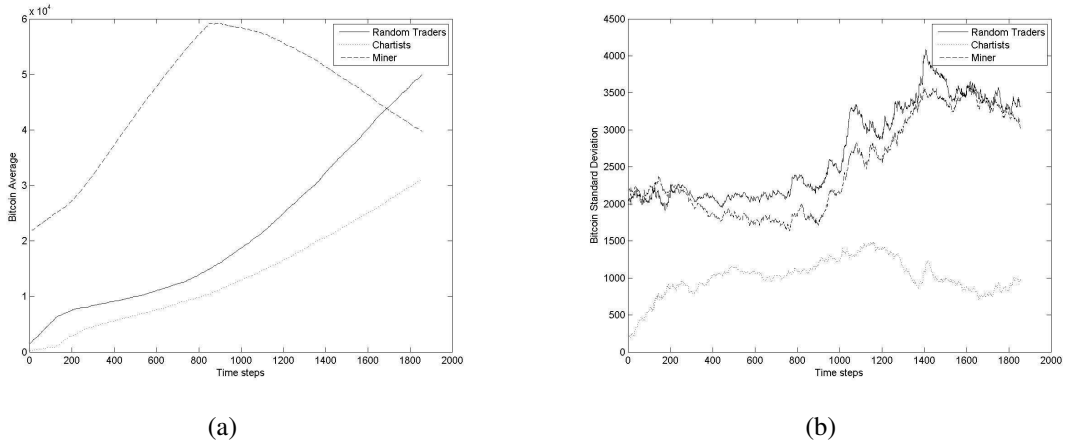 x 10^4
6
5
4
3
2
1
0
Bitcoin Average
0 200 400 600 800 1000 1200 1400 1600 1800 2000
Time steps
Random Traders
Chartists
Miner
(a)
4500
4000
3500
3000
2500
2000
1500
1000
500
0
Bitcoin Standard Deviation
0 200 400 600 800 1000 1200 1400 1600 1800 2000
Time steps
Random Traders
Chartists
Miner
(b)